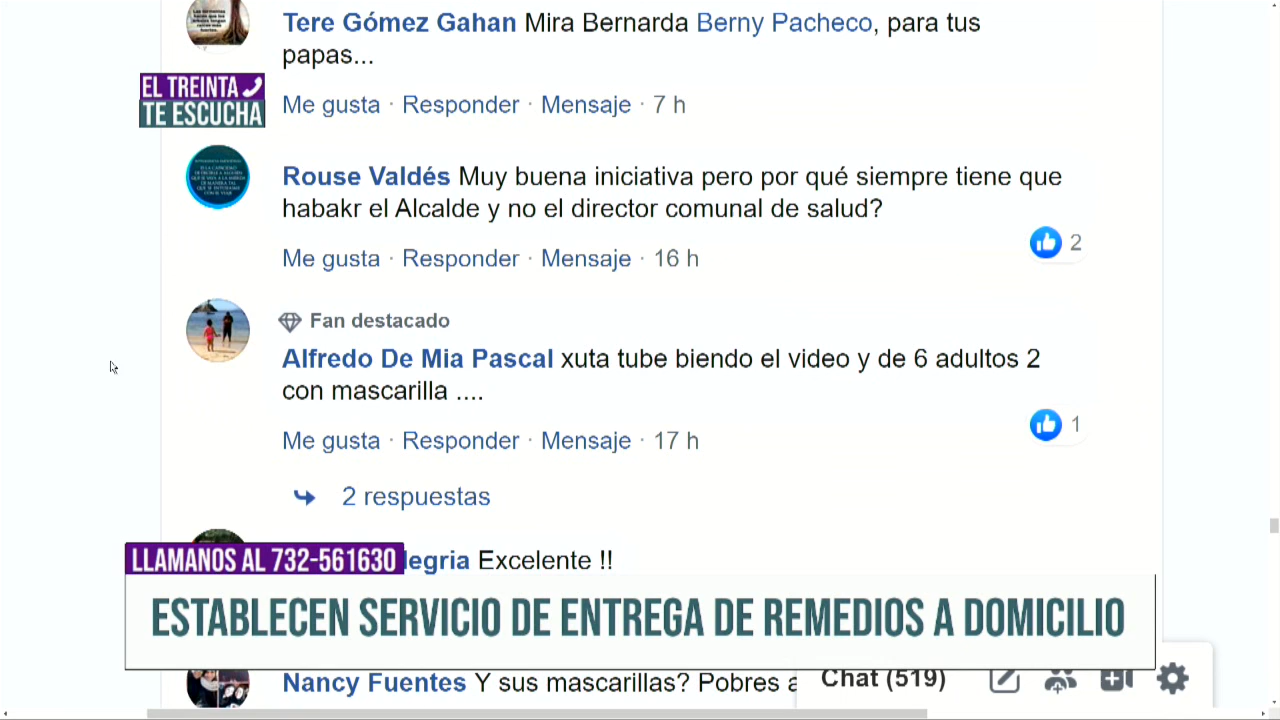 Tere Gómez Gahan Mira Bernarda Berny Pacheco, para tus
papas...
EL TREINTA
TE ESCUCHA
Me gusta · Responder · Mensaje · 7 h
Rouse Valdés Muy buena iniciativa pero por qué siempre tiene que
habakr el Alcalde y no el director comunal de salud?
2
Me gusta · Responder · Mensaje · 16 h
Fan destacado
Alfredo De Mia Pascal xuta tube biendo el video y de 6 adultos 2
con mascarilla ....
1
Me gusta · Responder · Mensaje · 17 h
2 respuestas
LLAMANOS AL 732-561630
legria Excelente !!
ESTABLECEN SERVICIO DE ENTREGA DE REMEDIOS A DOMICILIO
Nancy Fuentes Y sus mascarillas? Pobres a
Chat (519)